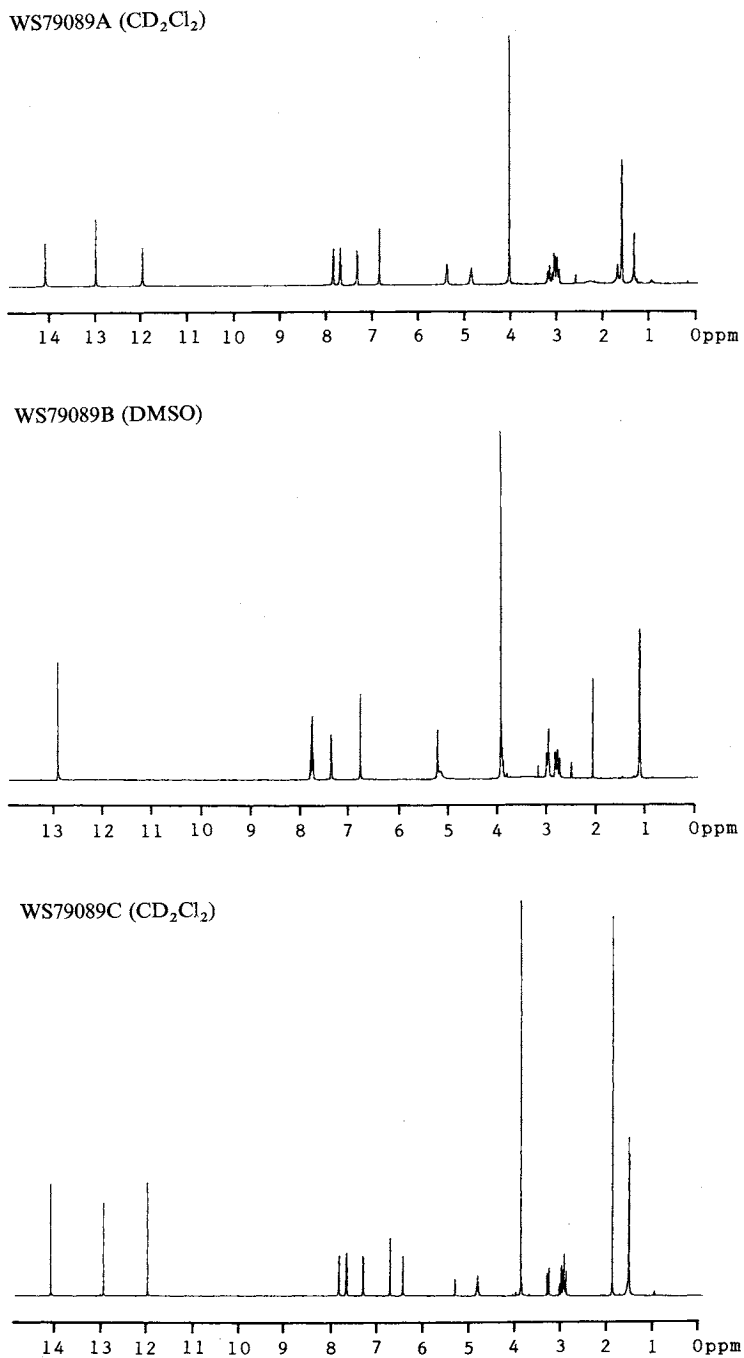 WS79089A (CD₂Cl₂)
14 13 12 11 10 9 8 7 6 5 4 3 2 1 0ppm
WS79089B (DMSO)
13 12 11 10 9 8 7 6 5 4 3 2 1 0ppm
WS79089C (CD₂Cl₂)
14 13 12 11 10 9 8 7 6 5 4 3 2 1 0ppm